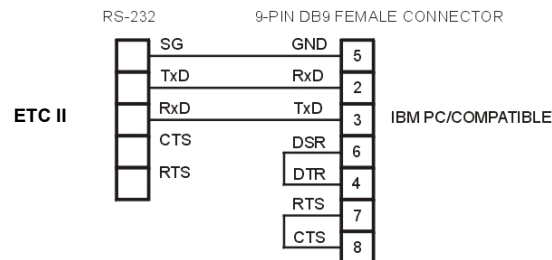 RS-232 9-PIN DB9 FEMALE CONNECTOR
SG GND 5
TxD RxD 2
ETC II RxD TxD 3 IBM PC/COMPATIBLE
CTS DSR 6
RTS DTR 4
RTS 7
CTS 8